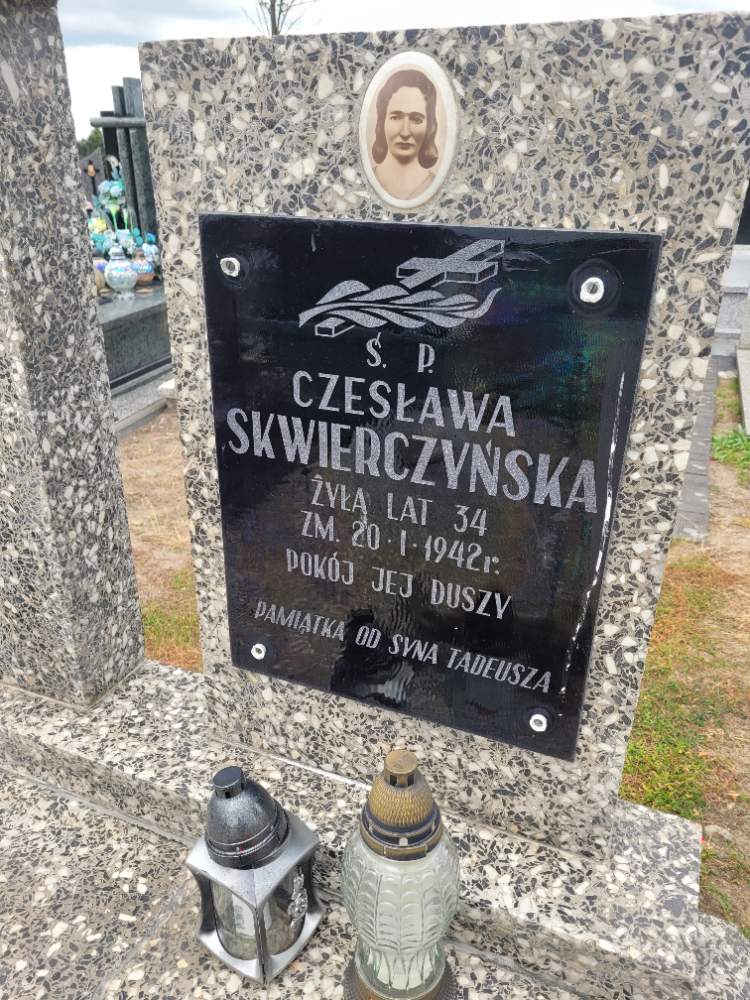 Ś. P.
CZESŁAWA
SKWIERCZYŃSKA
ŻYŁA LAT 34
ZM. 20·I·1942r.
POKÓJ JEJ DUSZY
PAMIĄTKA OD SYNA TADEUSZA